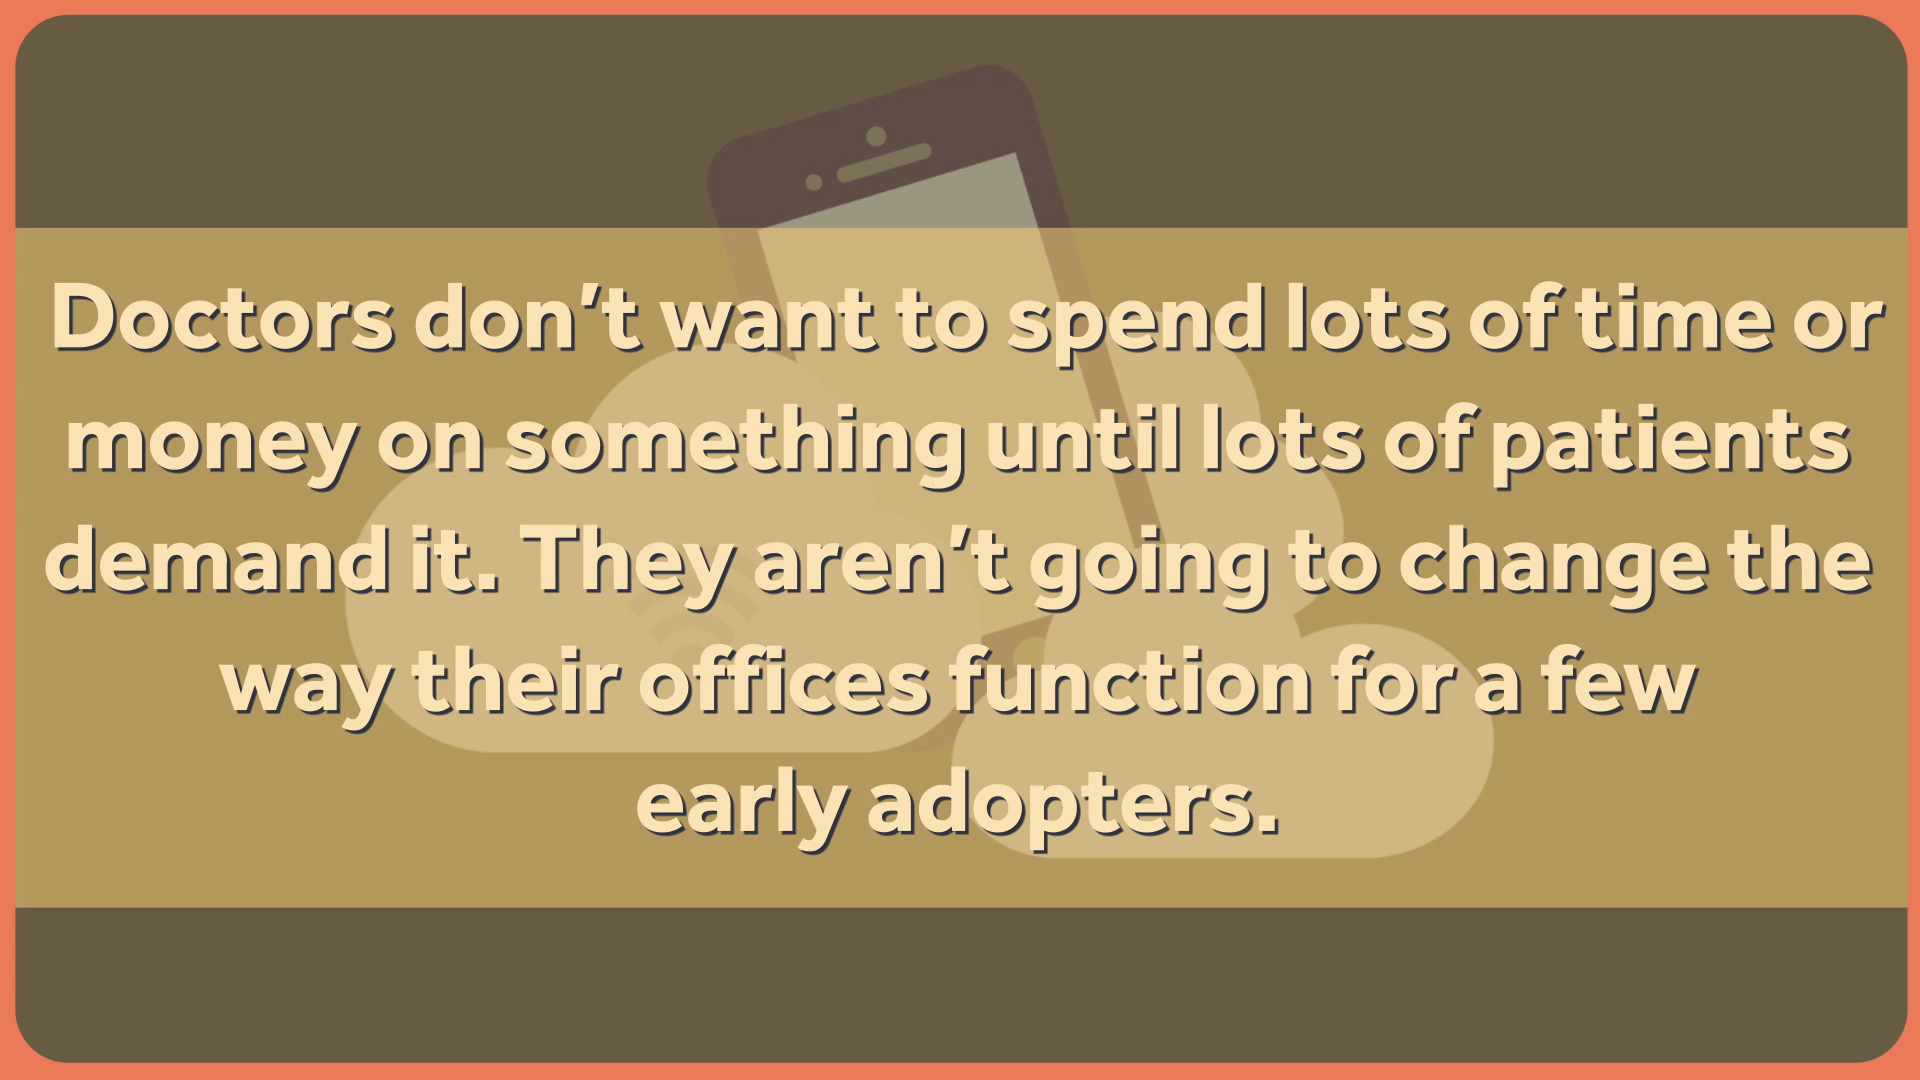 Doctors don't want to spend lots of time or
money on something until lots of patients
demand it. They aren't going to change the
way their offices function for a few
early adopters.